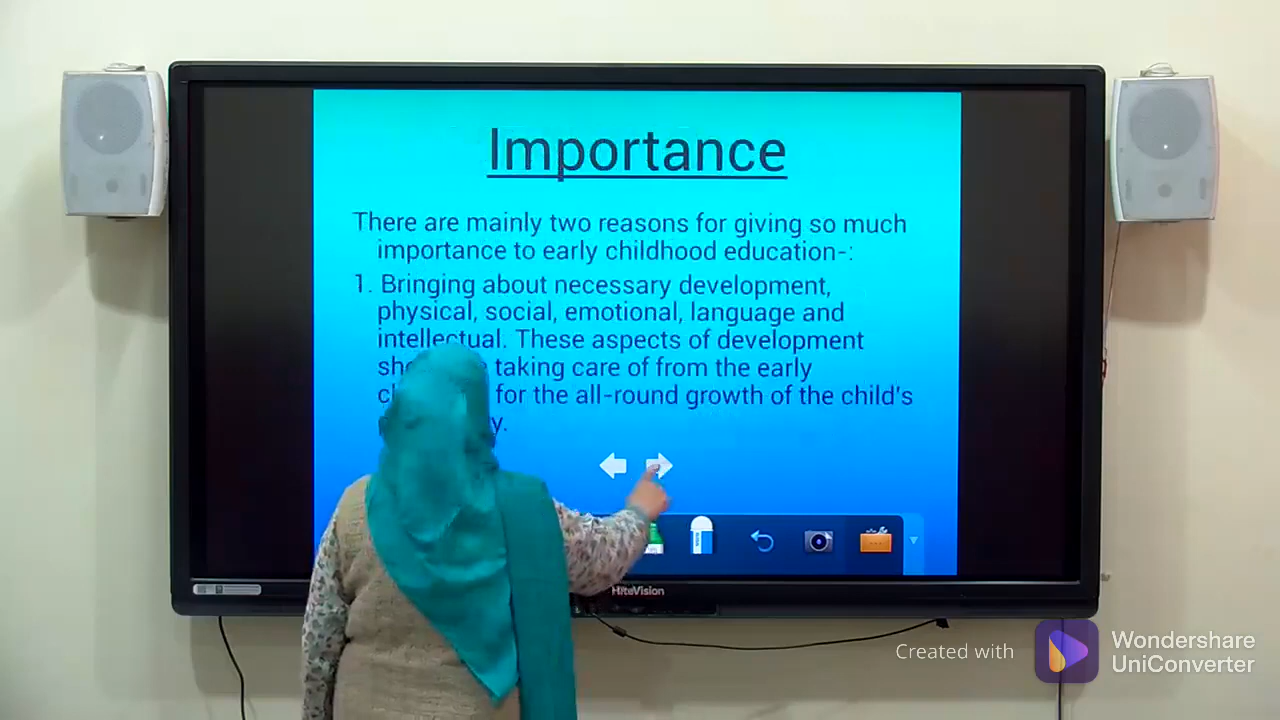 Importance
There are mainly two reasons for giving so much
importance to early childhood education-:
1. Bringing about necessary development,
physical, social, emotional, language and
intellectual. These aspects of development
taking care of from the early
for the all-round growth of the child's
HiteVision
Created with
Wondershare
UniConverter